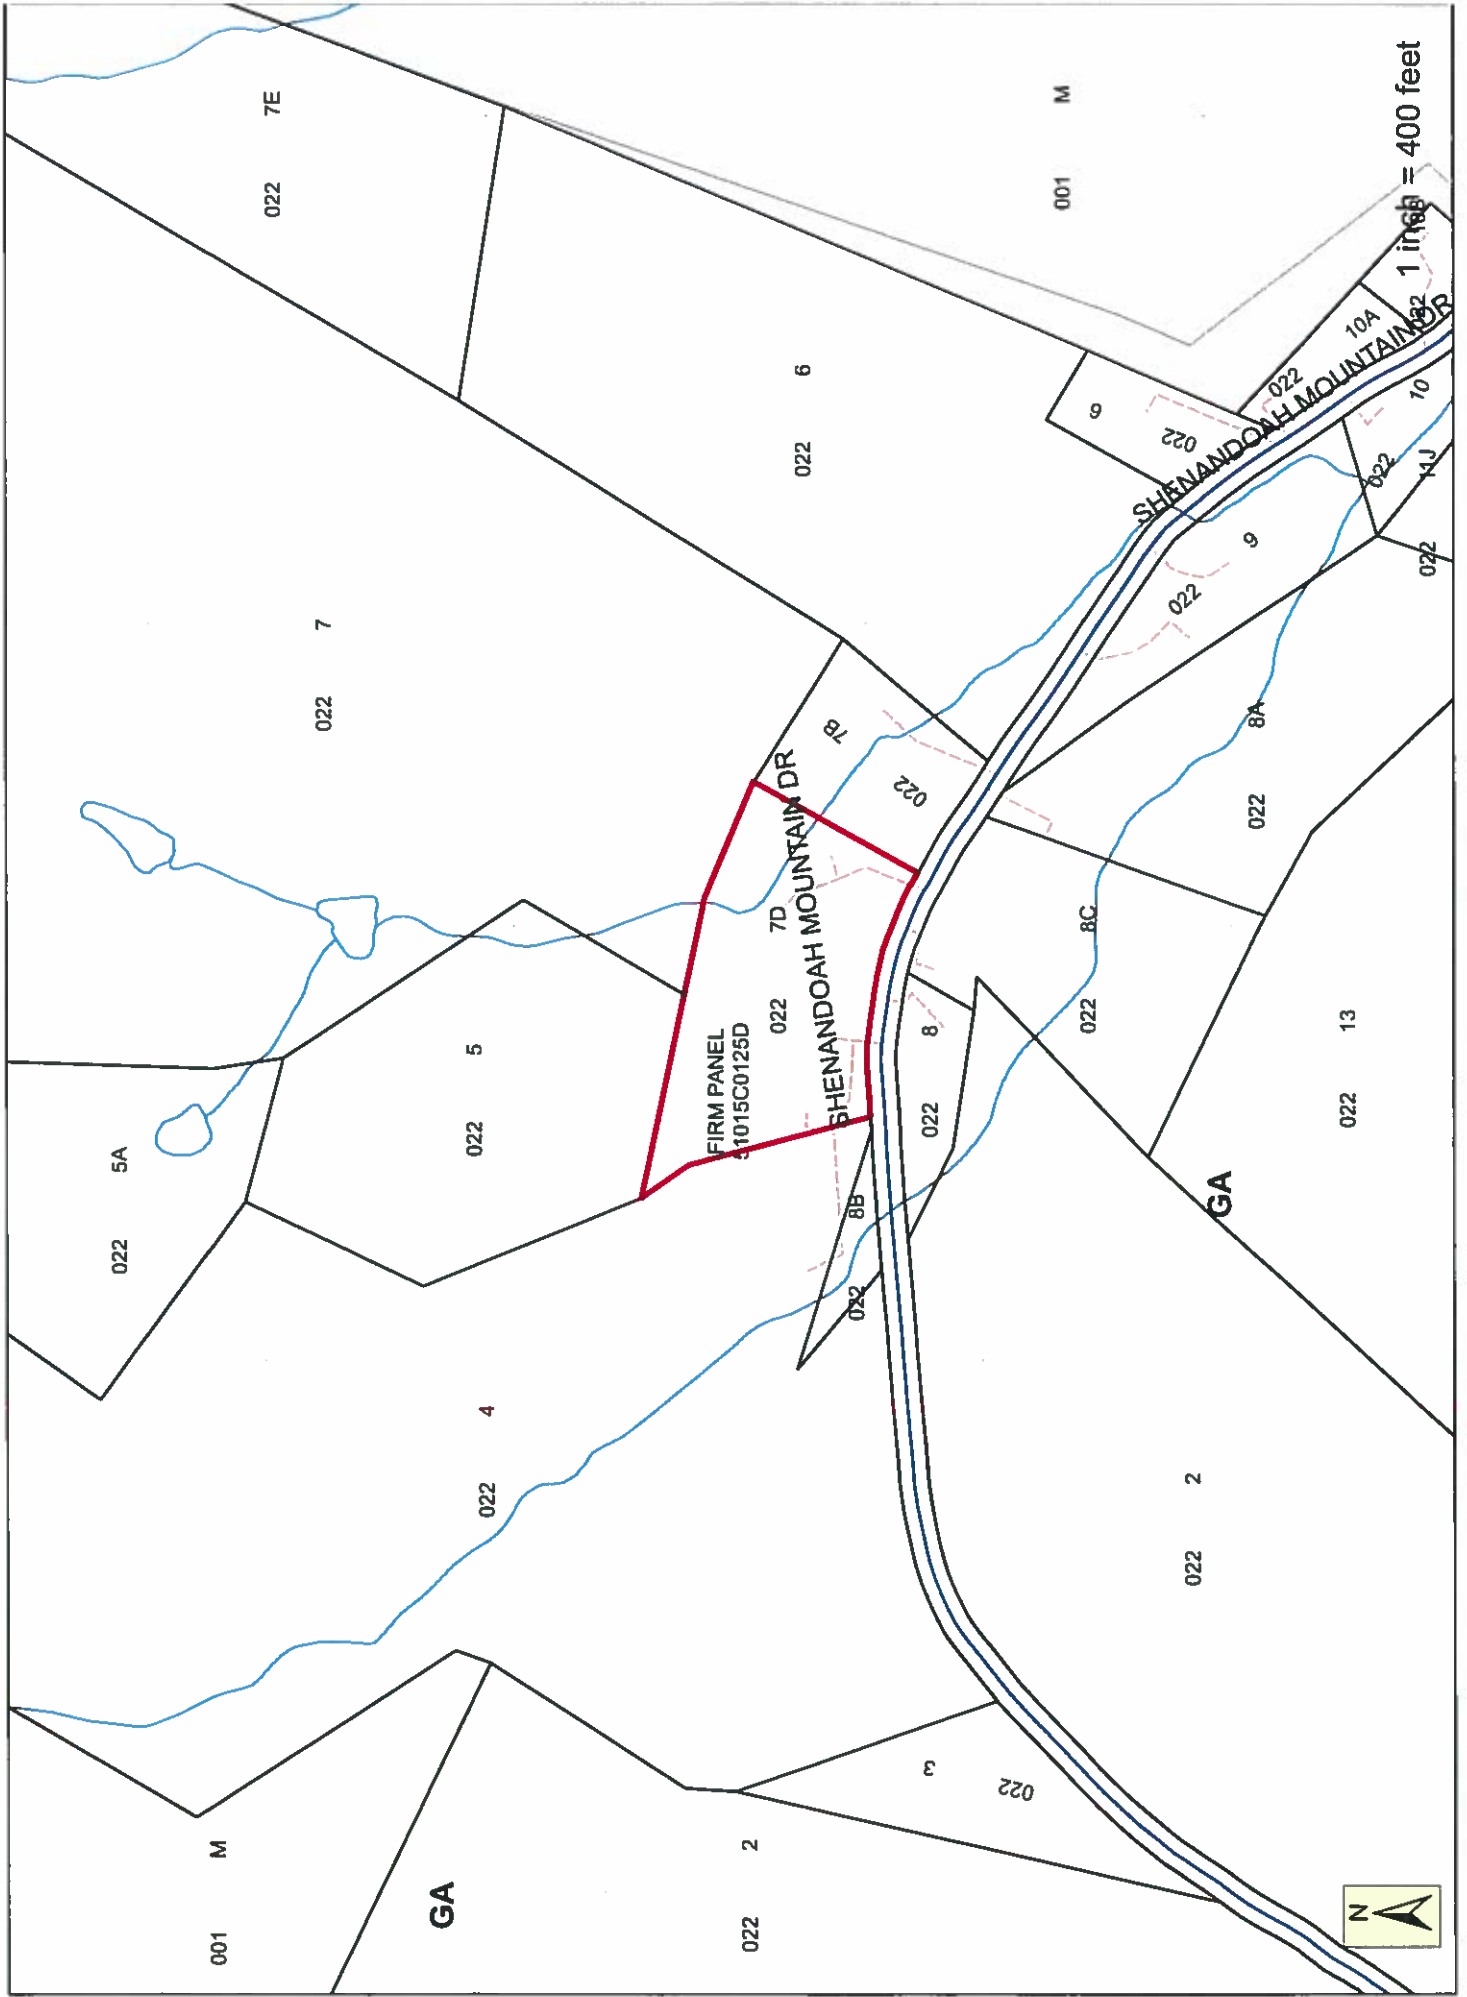 022 5A
001 M
022 7E
022 7
GA
022 5
022 4
FIRM PANEL
51015C0125D
022 2
022 7D
SHENANDOAH MOUNTAIN DR
022 6
022 7B
022 8B
022 8
022 3
001 M
022 8C
022 6
022 2
022 9
GA
022 8A
SHENANDOAH MOUNTAIN DR
022 13
022 10A
N
022 10
022 11J
022
1 inch = 400 feet